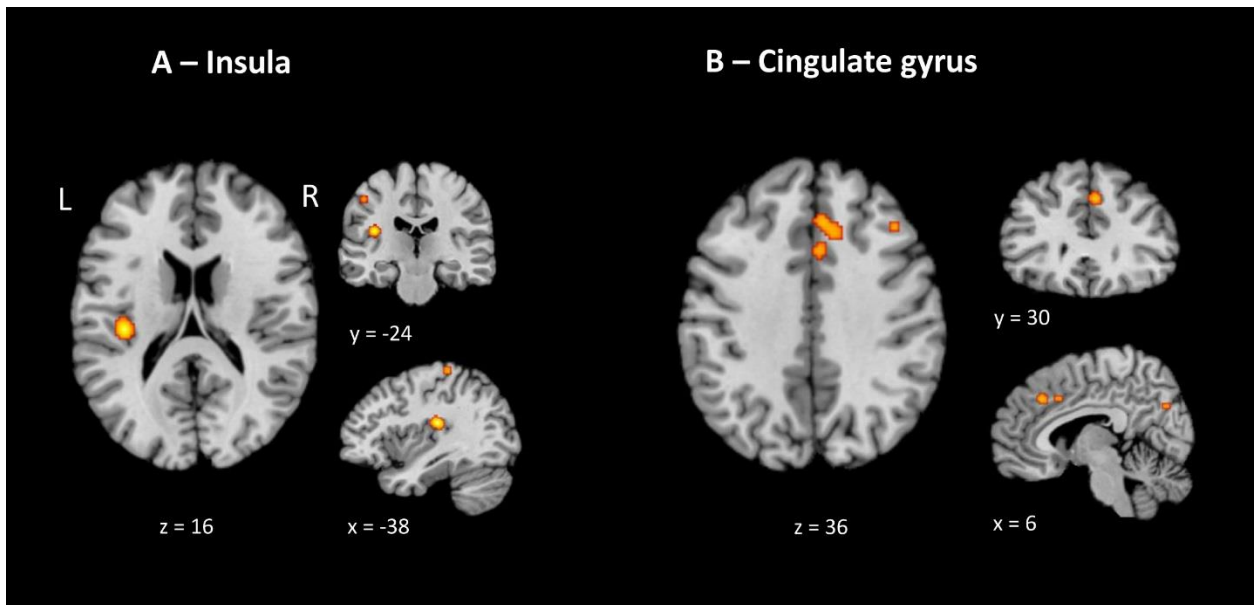 A – Insula
L
R
y = -24
z = 16
x = -38
B – Cingulate gyrus
y = 30
z = 36
x = 6